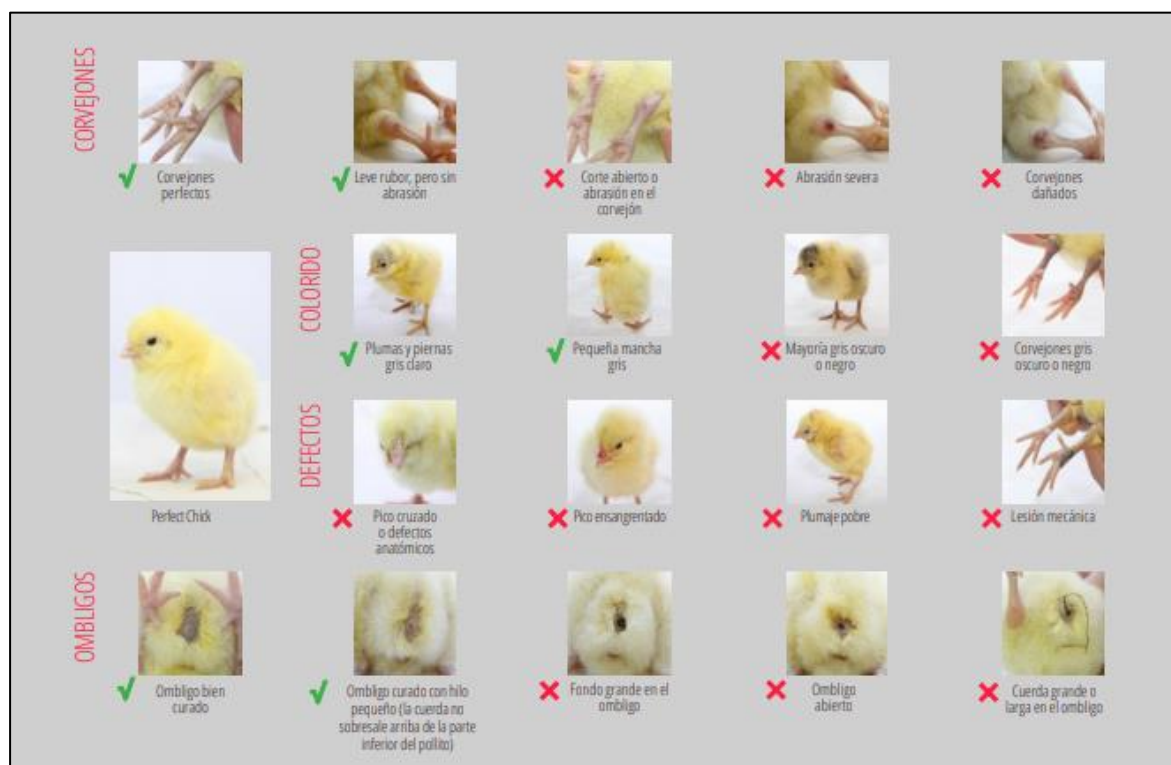 CORVEJONES
Corvejones
perfectos
Leve rubor, pero sin
abrasión
Corte abierto o
abrasión en el
corvejón
Abrasión severa
Corvejones
dañados
COLORIDO
Plumas y piernas
gris claro
Pequeña mancha
gris
Mayoría gris oscuro
o negro
Corvejones gris
oscuro o negro
Perfect Chick
DEFECTOS
Pico cruzado
o defectos
anatómicos
Pico ensangrentado
Plumaje pobre
Lesión mecánica
OMBLIGOS
Ombligo bien
curado
Ombligo curado con hilo
pequeño (la cuerda no
sobresale arriba de la parte
inferior del pollito)
Fondo grande en el
ombligo
Ombligo
abierto
Cuerda grande o
larga en el ombligo